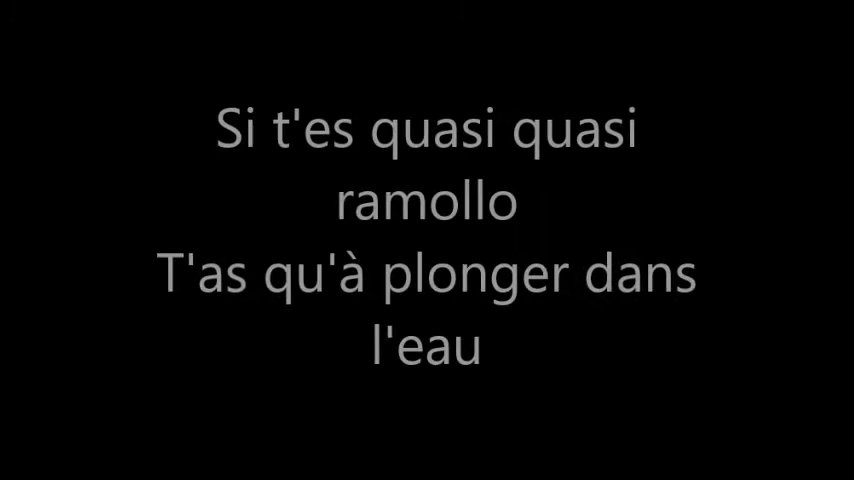 Si t'es quasi quasi
ramollo
T'as qu'à plonger dans
l'eau